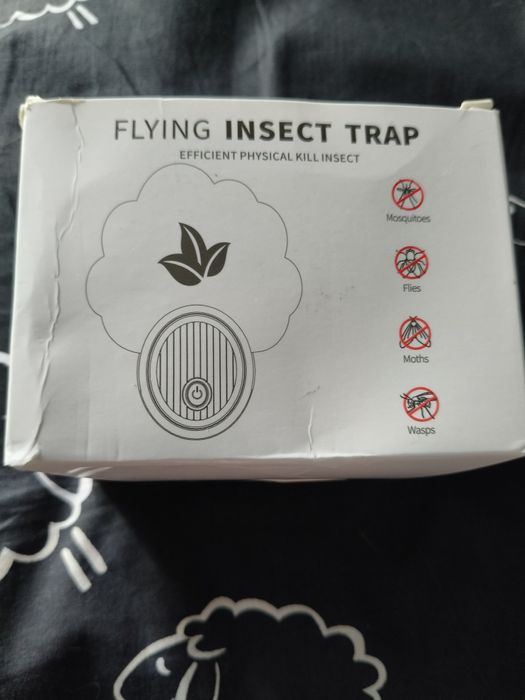 FLYING INSECT TRAP
EFFICIENT PHYSICAL KILL INSECT
Mosquitoes
Flies
Moths
Wasps